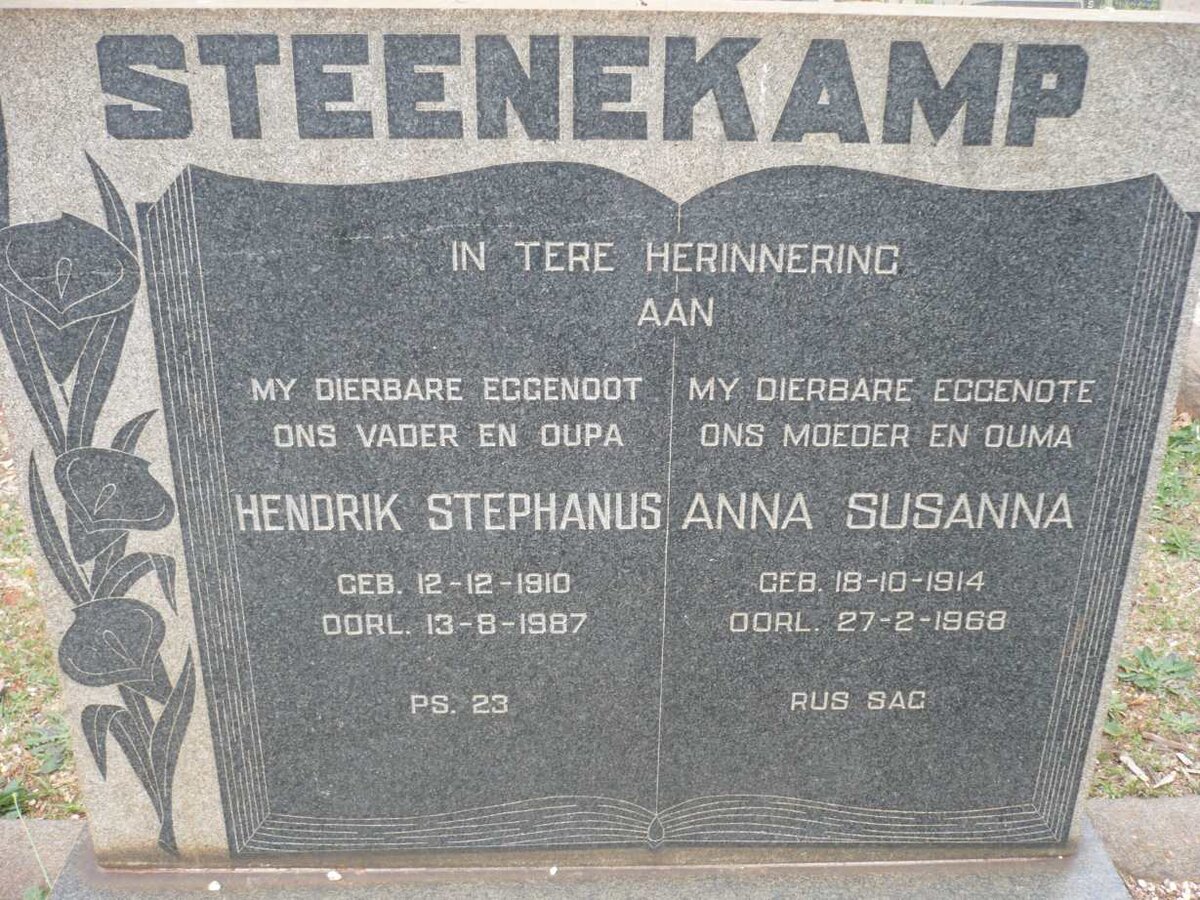 STEENEKAMP
IN TERE HERINNERING
AAN
MY DIERBARE EGGENOOT
ONS VADER EN OUPA
HENDRIK STEPHANUS
GEB. 12-12-1910
OORL. 13-8-1987
PS. 23
MY DIERBARE EGGENOTE
ONS MOEDER EN OUMA
ANNA SUSANNA
GEB. 18-10-1914
OORL. 27-2-1968
RUS SAG